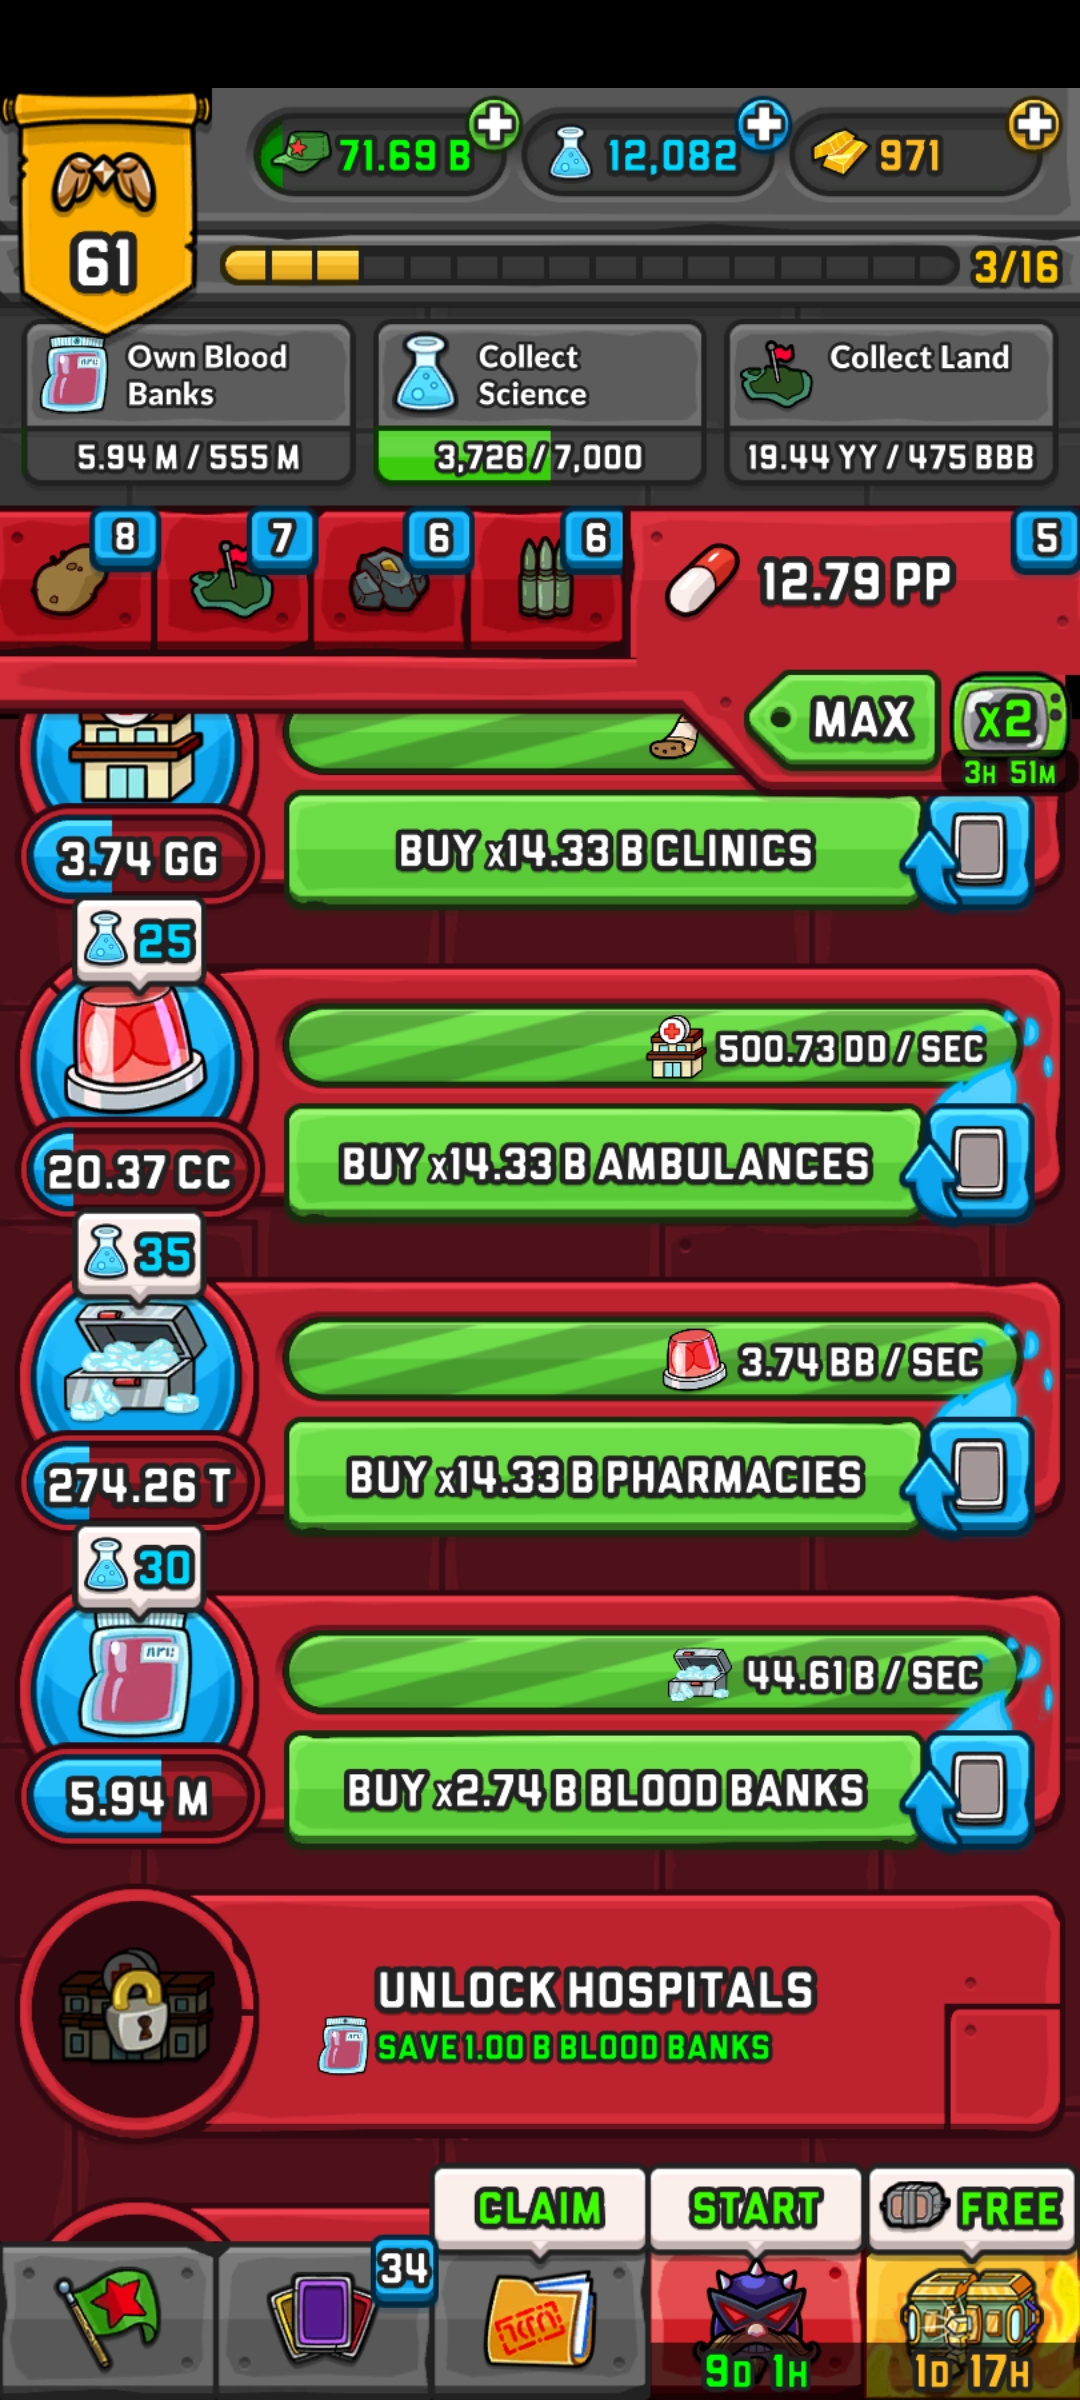 71.69 B
12,082
971
61
3/16
Own Blood
Banks
5.94 M / 555 M
Collect
Science
3,726 / 7,000
Collect Land
19.44 YY / 475 BBB
8
7
6
6
12.79 PP
5
MAX
x2
3H 51M
3.74 GG
BUY x14.33 B CLINICS
25
500.73 DD / SEC
20.37 CC
BUY x14.33 B AMBULANCES
35
3.74 BB / SEC
274.26 T
BUY x14.33 B PHARMACIES
30
44.61 B / SEC
5.94 M
BUY x2.74 B BLOOD BANKS
UNLOCK HOSPITALS
SAVE 1.00 B BLOOD BANKS
CLAIM
START
FREE
34
9D 1H
1D 17H